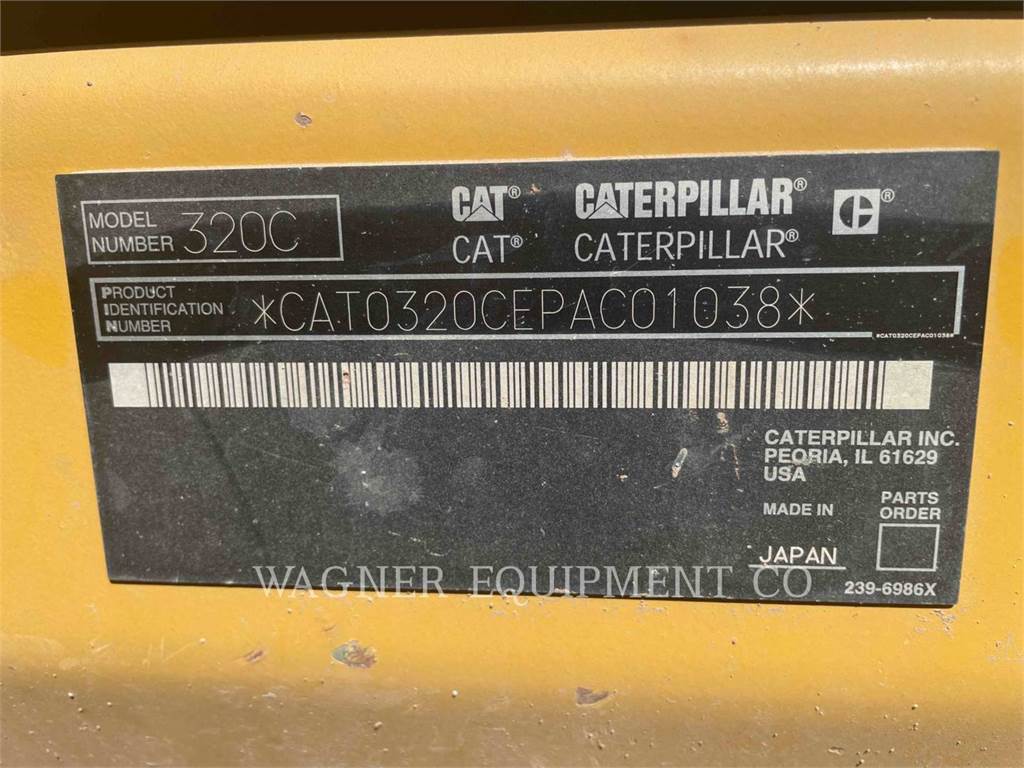 MODEL NUMBER 320C
CAT® CATERPILLAR® C®
CAT® CATERPILLAR®
PRODUCT
IDENTIFICATION
NUMBER
*CAT0320CEPAC01038*
*CAT0320CEPAC01038*
CATERPILLAR INC.
PEORIA, IL 61629
USA
MADE IN
JAPAN
PARTS
ORDER
239-6986X
WAGNER EQUIPMENT CO